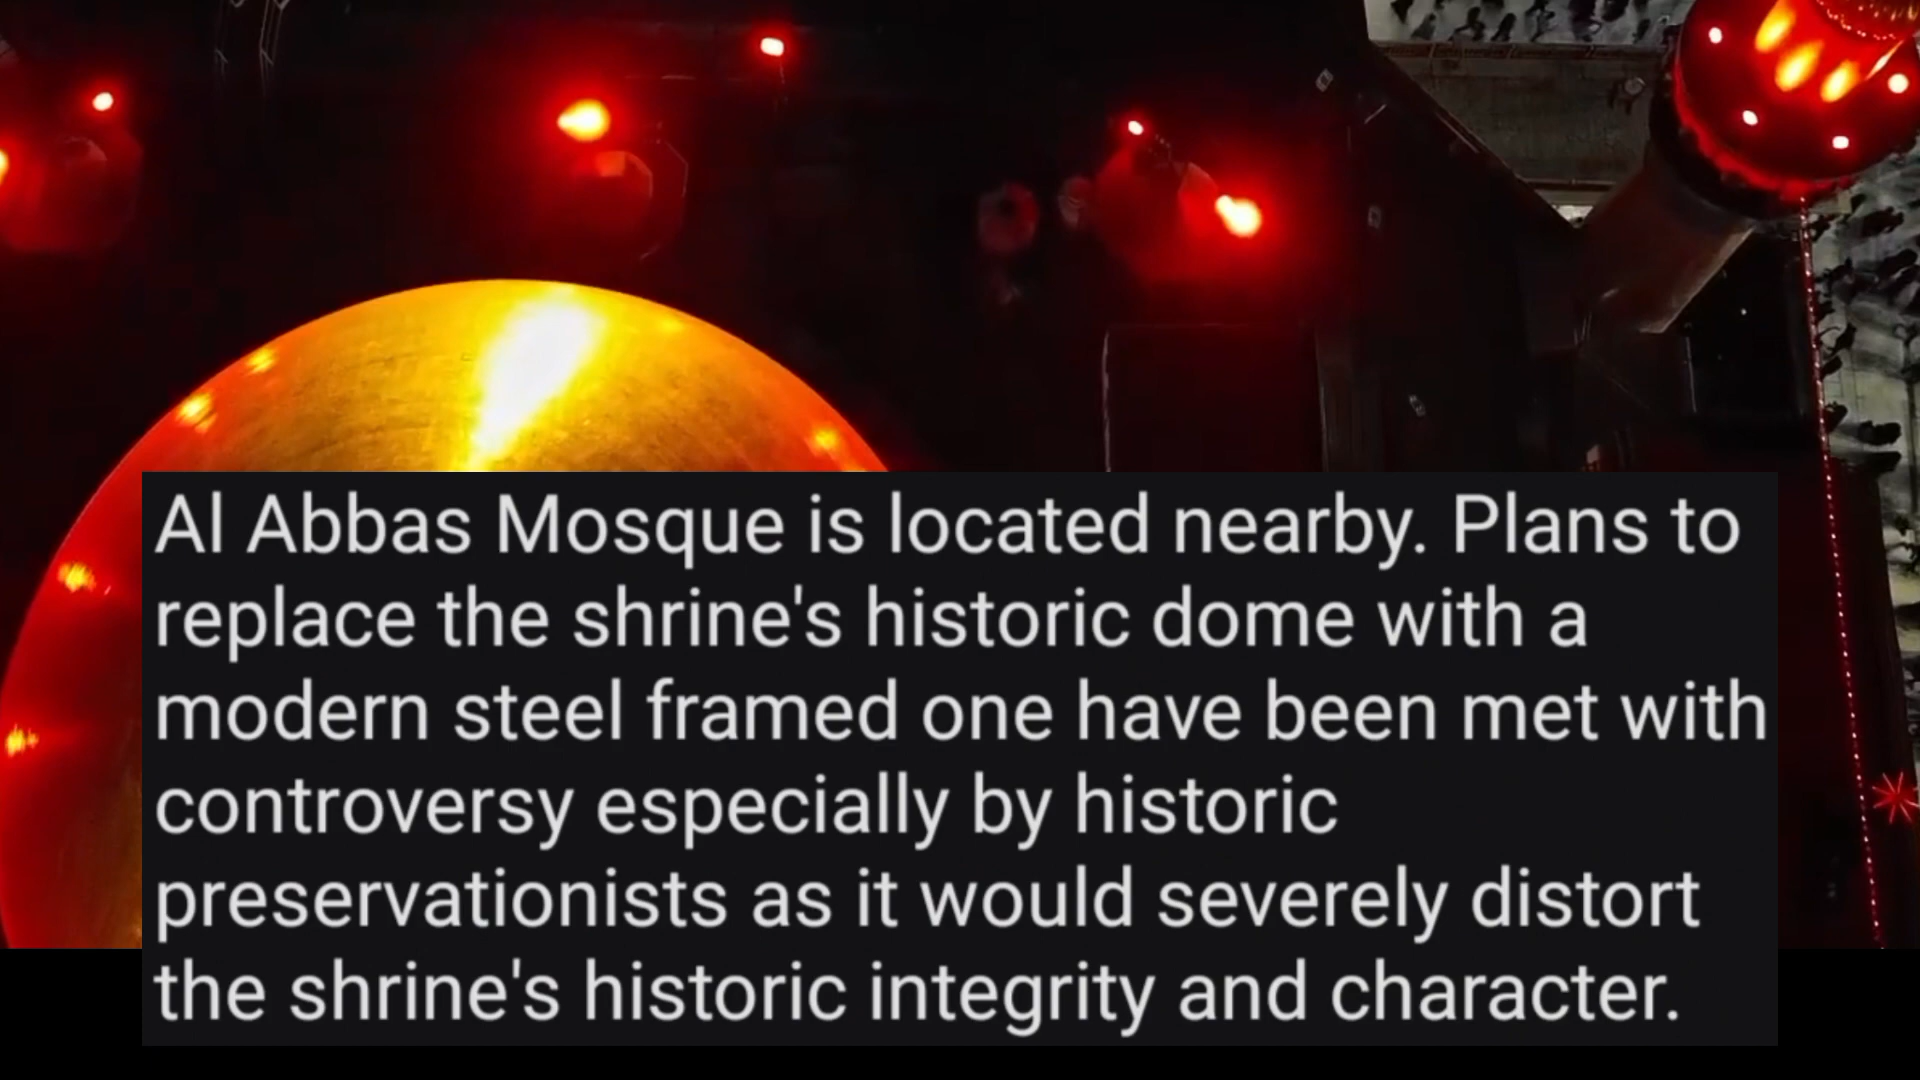 Al Abbas Mosque is located nearby. Plans to
replace the shrine's historic dome with a
modern steel framed one have been met with
controversy especially by historic
preservationists as it would severely distort
the shrine's historic integrity and character.